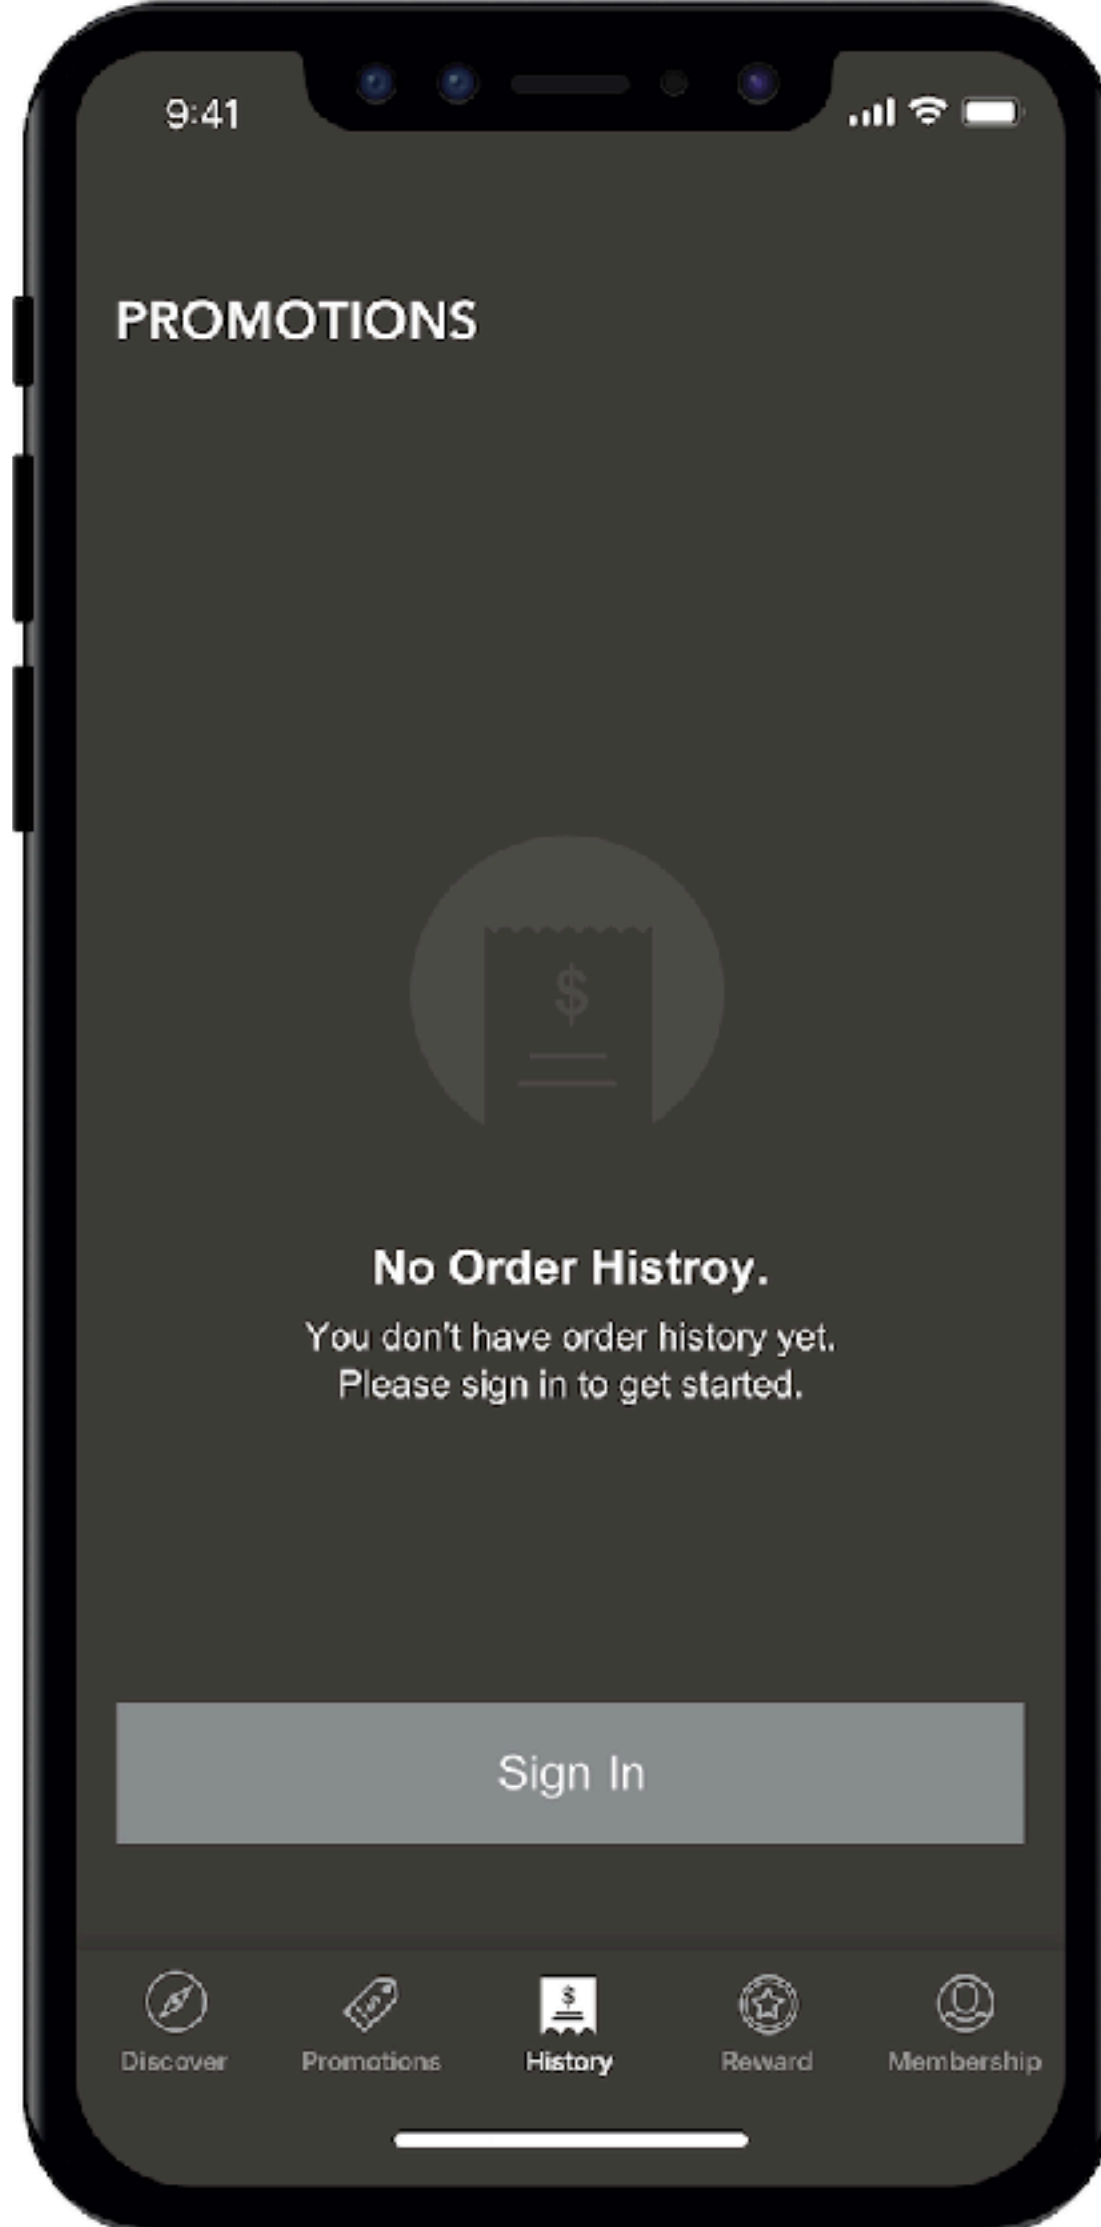 9:41
PROMOTIONS
$
No Order Histroy.
You don't have order history yet.
Please sign in to get started.
Sign In
$
Discover Promotions History Reward Membership